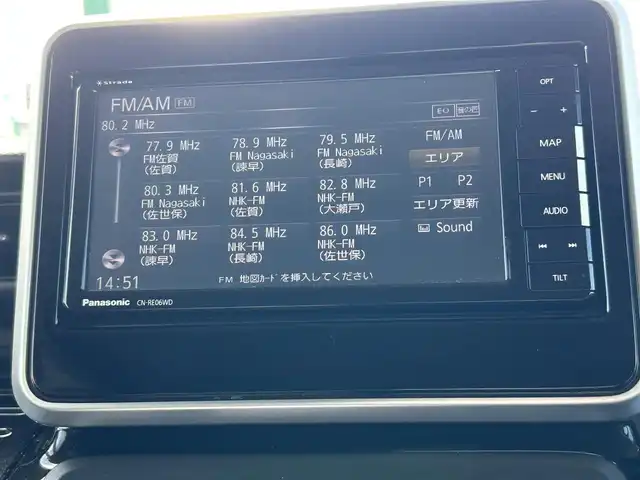 Strada
FM/AM FM
80.2 MHz
77.9 MHz
FM佐賀
(佐賀)
78.9 MHz
FM Nagasaki
(諫早)
79.5 MHz
FM Nagasaki
(長崎)
80.3 MHz
FM Nagasaki
(佐世保)
81.6 MHz
NHK-FM
(佐賀)
82.8 MHz
NHK-FM
(大瀬戸)
83.0 MHz
NHK-FM
(諫早)
84.5 MHz
NHK-FM
(長崎)
86.0 MHz
NHK-FM
(佐世保)
FM/AM
エリア
P1 P2
エリア更新
Sound
14:51
FM 地図ｶｰﾄﾞを挿入してください
Panasonic CN-RE06WD
OPT
− +
MAP
MENU
AUDIO
TILT